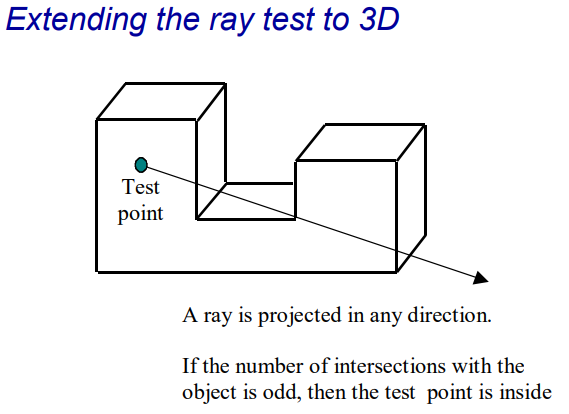 Extending the ray test to 3D
Test
point
A ray is projected in any direction.
If the number of intersections with the
object is odd, then the test point is inside